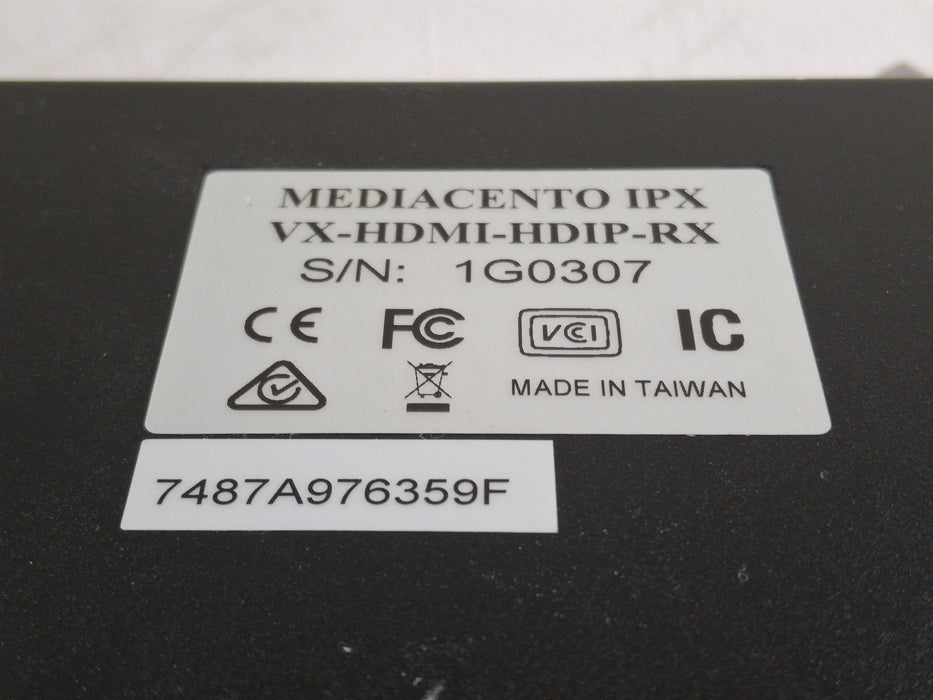 MEDIACENTO IPX
VX-HDMI-HDIP-RX
S/N: 1G0307
CE FC VCI IC
MADE IN TAIWAN
7487A976359F